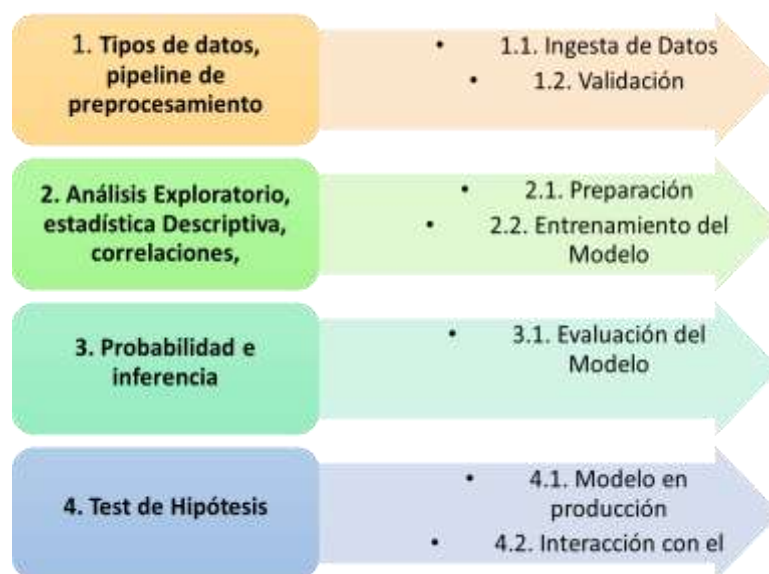 1. Tipos de datos,
pipeline de
preprocesamiento
• 1.1. Ingesta de Datos
• 1.2. Validación
2. Análisis Exploratorio,
estadística Descriptiva,
correlaciones,
• 2.1. Preparación
• 2.2. Entrenamiento del
Modelo
3. Probabilidad e
inferencia
• 3.1. Evaluación del
Modelo
4. Test de Hipótesis
• 4.1. Modelo en
producción
• 4.2. Interacción con el